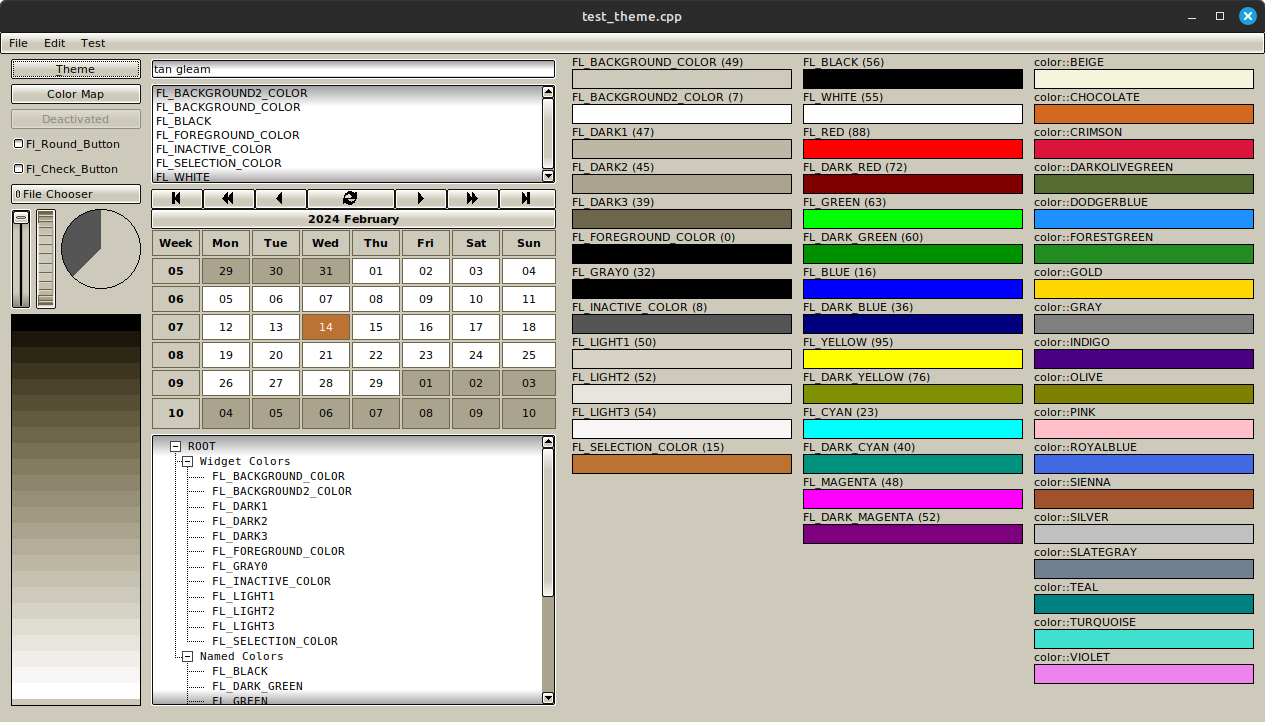 test_theme.cpp
File Edit Test
Theme
Color Map
Deactivated
Fl_Round_Button
Fl_Check_Button
File Chooser
tan gleam
FL_BACKGROUND2_COLOR
FL_BACKGROUND_COLOR
FL_BLACK
FL_FOREGROUND_COLOR
FL_INACTIVE_COLOR
FL_SELECTION_COLOR
FL_WHITE
2024 February
Week Mon Tue Wed Thu Fri Sat Sun
05 29 30 31 01 02 03 04
06 05 06 07 08 09 10 11
07 12 13 14 15 16 17 18
08 19 20 21 22 23 24 25
09 26 27 28 29 01 02 03
10 04 05 06 07 08 09 10
ROOT
Widget Colors
FL_BACKGROUND_COLOR
FL_BACKGROUND2_COLOR
FL_DARK1
FL_DARK2
FL_DARK3
FL_FOREGROUND_COLOR
FL_GRAY0
FL_INACTIVE_COLOR
FL_LIGHT1
FL_LIGHT2
FL_LIGHT3
FL_SELECTION_COLOR
Named Colors
FL_BLACK
FL_DARK_GREEN
FL_GREEN
FL_BACKGROUND_COLOR (49)
FL_BACKGROUND2_COLOR (7)
FL_DARK1 (47)
FL_DARK2 (45)
FL_DARK3 (39)
FL_FOREGROUND_COLOR (0)
FL_GRAY0 (32)
FL_INACTIVE_COLOR (8)
FL_LIGHT1 (50)
FL_LIGHT2 (52)
FL_LIGHT3 (54)
FL_SELECTION_COLOR (15)
FL_BLACK (56)
FL_WHITE (55)
FL_RED (88)
FL_DARK_RED (72)
FL_GREEN (63)
FL_DARK_GREEN (60)
FL_BLUE (16)
FL_DARK_BLUE (36)
FL_YELLOW (95)
FL_DARK_YELLOW (76)
FL_CYAN (23)
FL_DARK_CYAN (40)
FL_MAGENTA (48)
FL_DARK_MAGENTA (52)
color::BEIGE
color::CHOCOLATE
color::CRIMSON
color::DARKOLIVEGREEN
color::DODGERBLUE
color::FORESTGREEN
color::GOLD
color::GRAY
color::INDIGO
color::OLIVE
color::PINK
color::ROYALBLUE
color::SIENNA
color::SILVER
color::SLATEGRAY
color::TEAL
color::TURQUOISE
color::VIOLET